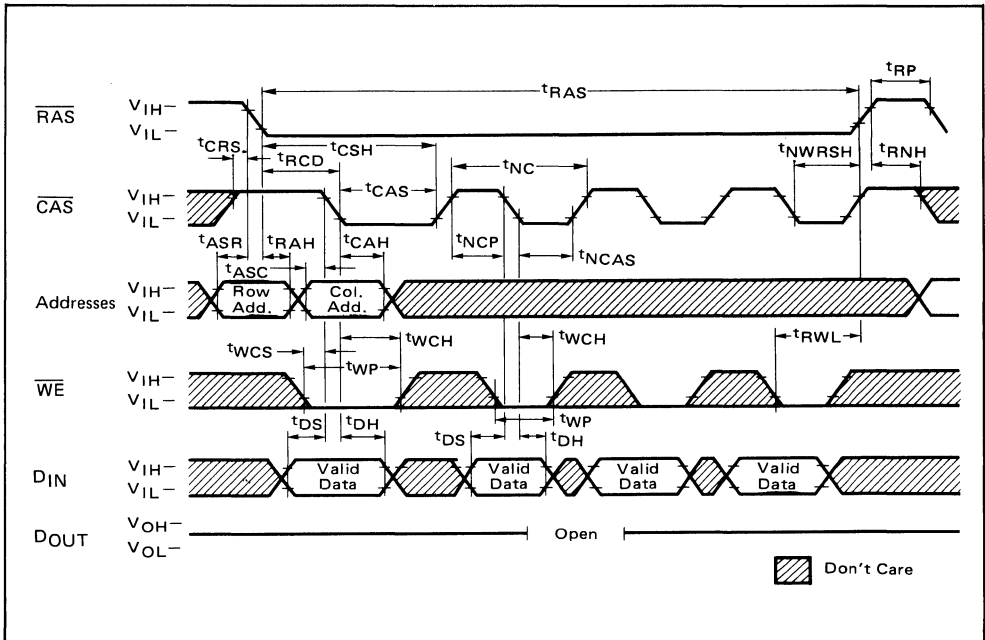 tRP
tRAS
RAS
VIH
VIL
tCRS
tRCD
tCSH
tNC
tNWRSH
tRNH
tCAS
CAS
VIH
VIL
tASR
tRAH
tCAH
tNCP
tNCAS
tASC
Addresses
VIH
VIL
Row Add.
Col. Add.
tWCS
tWCH
tWP
tWCH
tRWL
WE
VIH
VIL
tWP
tDS
tDH
tDS
tDH
DIN
VIH
VIL
Valid Data
Valid Data
Valid Data
Valid Data
DOUT
VOH
VOL
Open
Don't Care